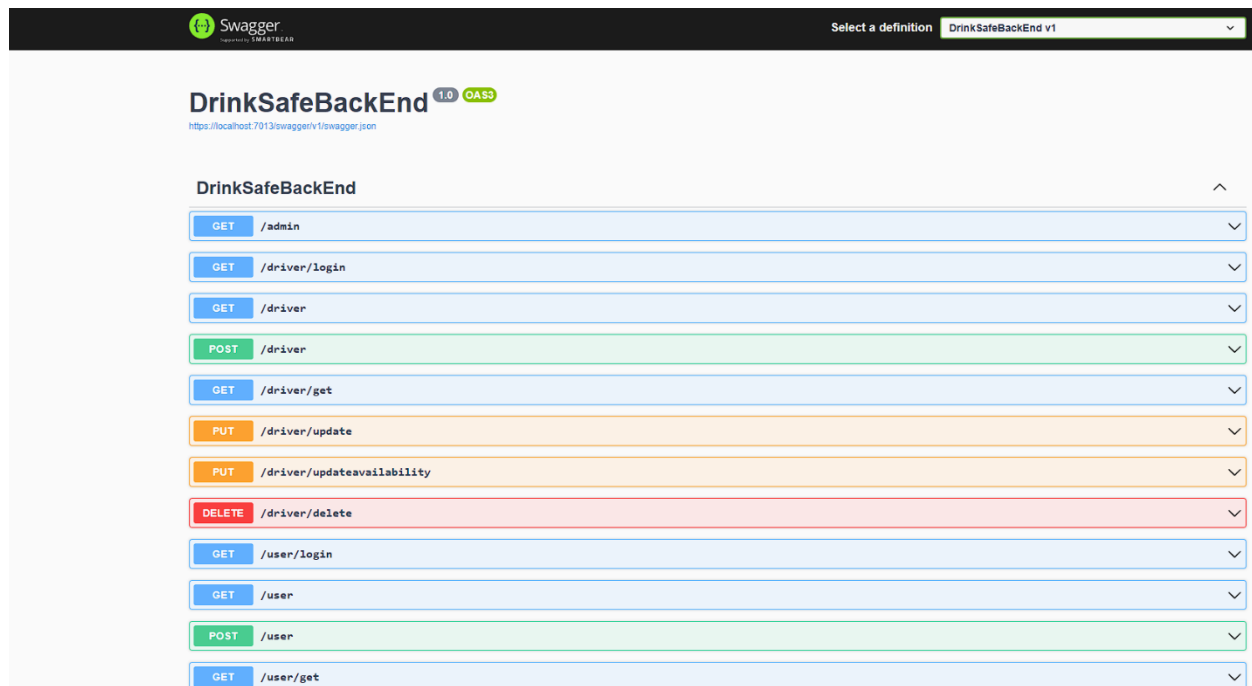 Swagger.
Supported by SMARTBEAR
Select a definition
DrinkSafeBackEnd v1
DrinkSafeBackEnd 1.0 OAS3
https://localhost:7013/swagger/v1/swagger.json
DrinkSafeBackEnd
GET /admin
GET /driver/login
GET /driver
POST /driver
GET /driver/get
PUT /driver/update
PUT /driver/updateavailability
DELETE /driver/delete
GET /user/login
GET /user
POST /user
GET /user/get